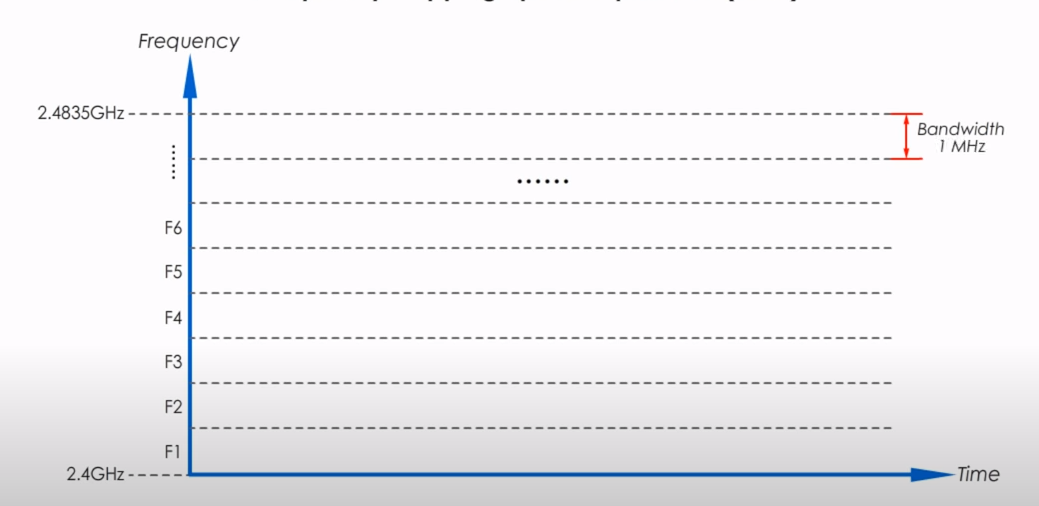 Frequency
2.4835GHz
Bandwidth
1 MHz
......
......
F6
F5
F4
F3
F2
F1
2.4GHz
Time